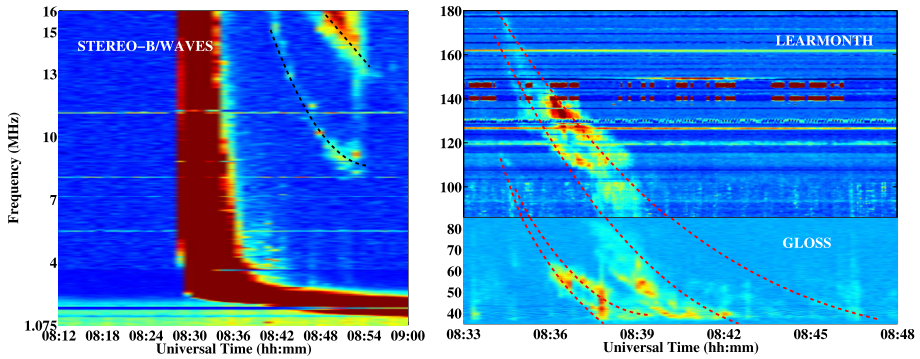 STEREO−B/WAVES
Frequency (MHz)
16
15
13
10
7
4
1.075
08:12 08:18 08:24 08:30 08:36 08:42 08:48 08:54 09:00
Universal Time (hh:mm)
LEARMONTH
180
160
140
120
100
GLOSS
80
70
60
50
40
08:33 08:36 08:39 08:42 08:45 08:48
Universal Time (hh:mm)